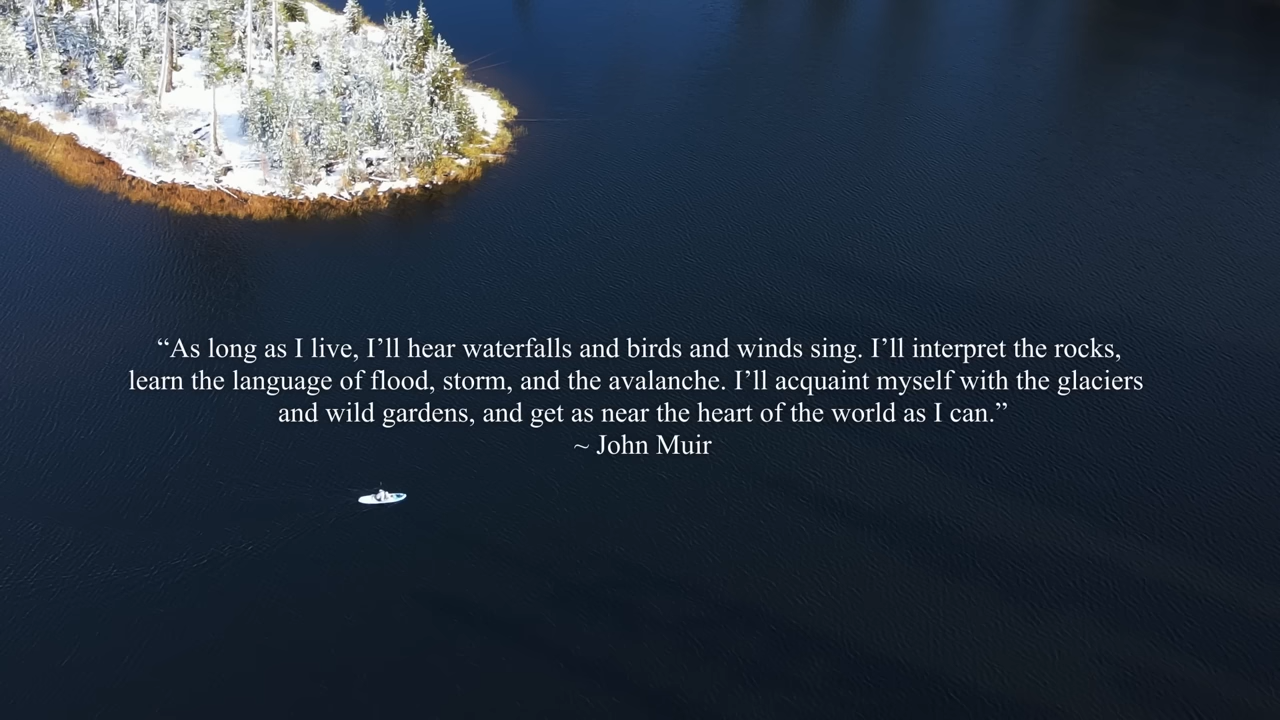 “As long as I live, I’ll hear waterfalls and birds and winds sing. I’ll interpret the rocks,
learn the language of flood, storm, and the avalanche. I’ll acquaint myself with the glaciers
and wild gardens, and get as near the heart of the world as I can.”
~ John Muir